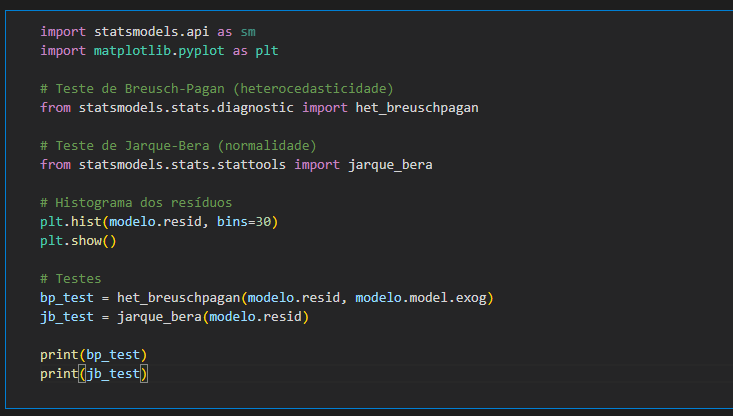 import statsmodels.api as sm
import matplotlib.pyplot as plt
# Teste de Breusch-Pagan (heterocedasticidade)
from statsmodels.stats.diagnostic import het_breuschpagan
# Teste de Jarque-Bera (normalidade)
from statsmodels.stats.stattools import jarque_bera
# Histograma dos resíduos
plt.hist(modelo.resid, bins=30)
plt.show()
# Testes
bp_test = het_breuschpagan(modelo.resid, modelo.model.exog)
jb_test = jarque_bera(modelo.resid)
print(bp_test)
print(jb_test)